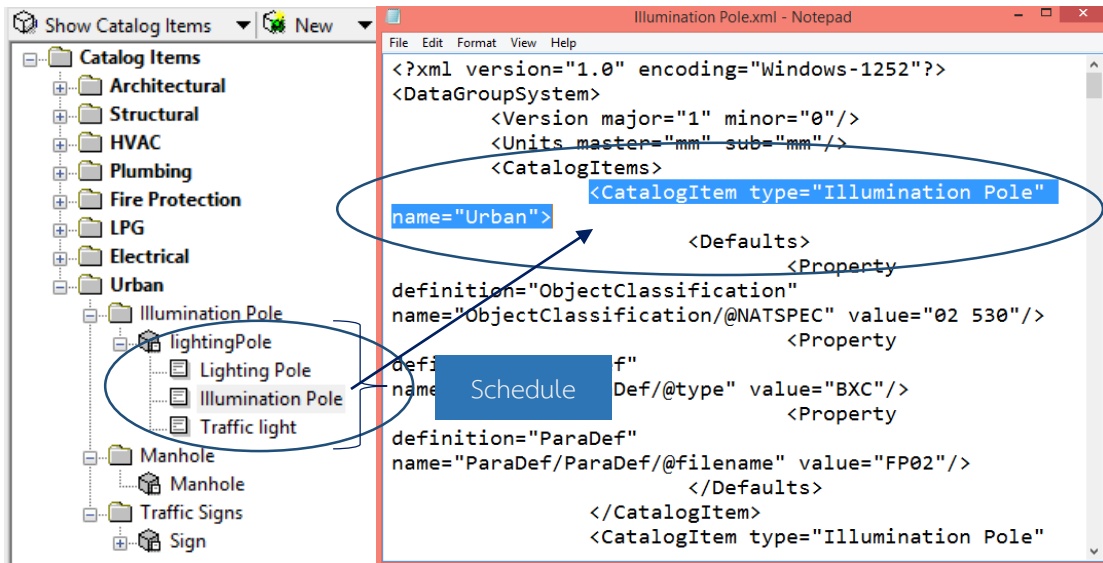 Show Catalog Items
New
Catalog Items
Architectural
Structural
HVAC
Plumbing
Fire Protection
LPG
Electrical
Urban
Illumination Pole
lightingPole
Lighting Pole
Illumination Pole
Traffic light
Manhole
Manhole
Traffic Signs
Sign
Illumination Pole.xml - Notepad
File Edit Format View Help
<?xml version="1.0" encoding="Windows-1252"?>
<DataGroupSystem>
<Version major="1" minor="0"/>
<Units master="mm" sub="mm"/>
<CatalogItems>
<CatalogItem type="Illumination Pole"
name="Urban">
<Defaults>
<Property
definition="ObjectClassification"
name="ObjectClassification/@NATSPEC" value="02 530"/>
<Property
Def/@type" value="BXC"/>
<Property
definition="ParaDef"
name="ParaDef/ParaDef/@filename" value="FP02"/>
</Defaults>
</CatalogItem>
<CatalogItem type="Illumination Pole"
Schedule